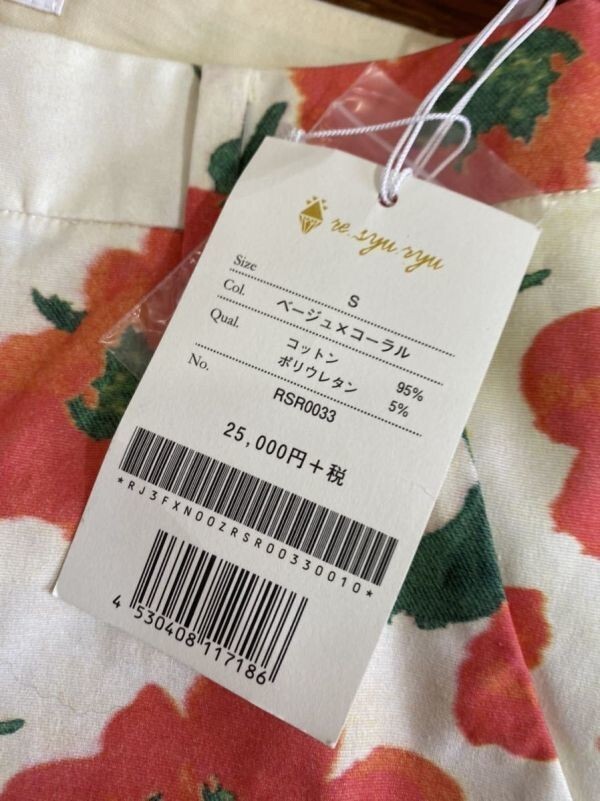 re.syu.ryu
Size S
Col. ベージュ×コーラル
Qual. コットン 95%
ポリウレタン 5%
No. RSR0033
25,000円+税
*RJ3FXN00ZRSR00330010*
4 530408 117186